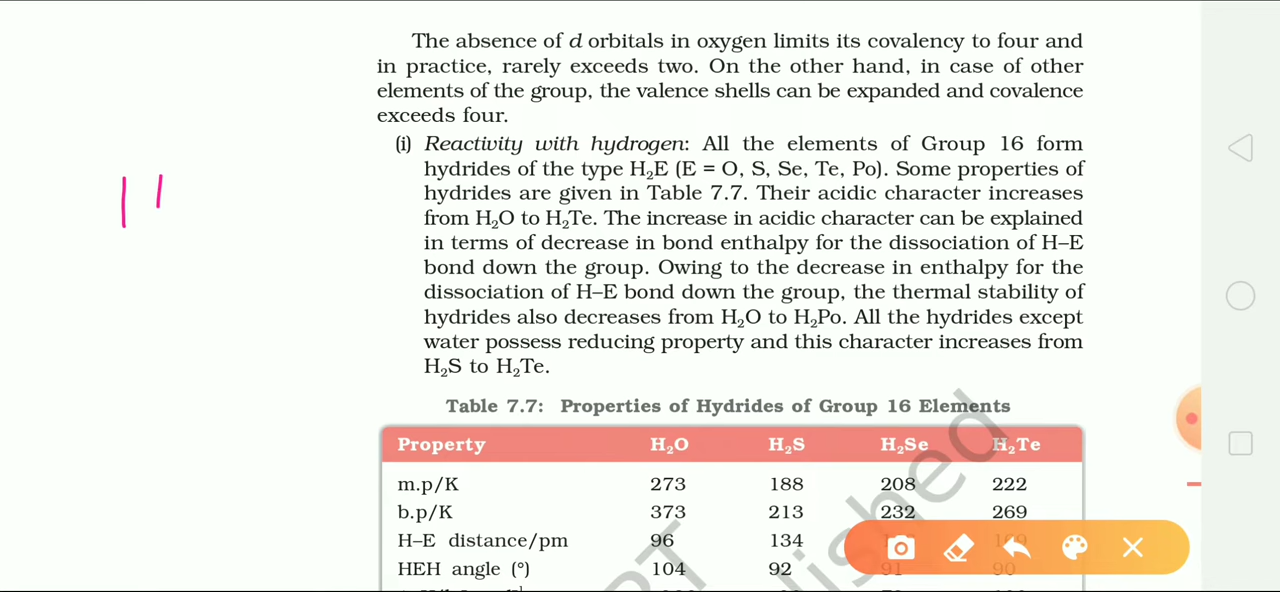 The absence of d orbitals in oxygen limits its covalency to four and
in practice, rarely exceeds two. On the other hand, in case of other
elements of the group, the valence shells can be expanded and covalence
exceeds four.
(i) Reactivity with hydrogen: All the elements of Group 16 form
hydrides of the type H₂E (E = O, S, Se, Te, Po). Some properties of
hydrides are given in Table 7.7. Their acidic character increases
from H₂O to H₂Te. The increase in acidic character can be explained
in terms of decrease in bond enthalpy for the dissociation of H–E
bond down the group. Owing to the decrease in enthalpy for the
dissociation of H–E bond down the group, the thermal stability of
hydrides also decreases from H₂O to H₂Po. All the hydrides except
water possess reducing property and this character increases from
H₂S to H₂Te.
Table 7.7: Properties of Hydrides of Group 16 Elements
Property H₂O H₂S H₂Se H₂Te
m.p/K 273 188 208 222
b.p/K 373 213 232 269
H–E distance/pm 96 134
HEH angle (°) 104 92 91 90